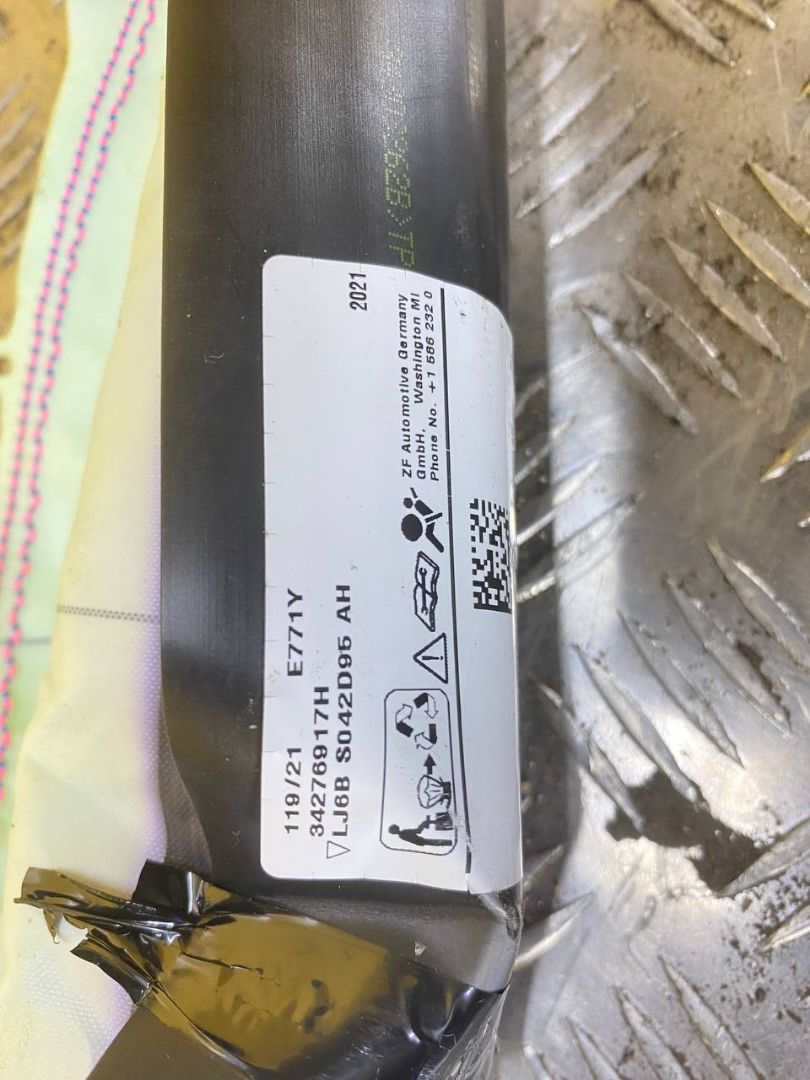 2021
119/21 E771Y
34276917H
LJ6B S042D95 AH
ZF Automotive Germany
GmbH, Washington MI
Phone No. +1 586 232 0